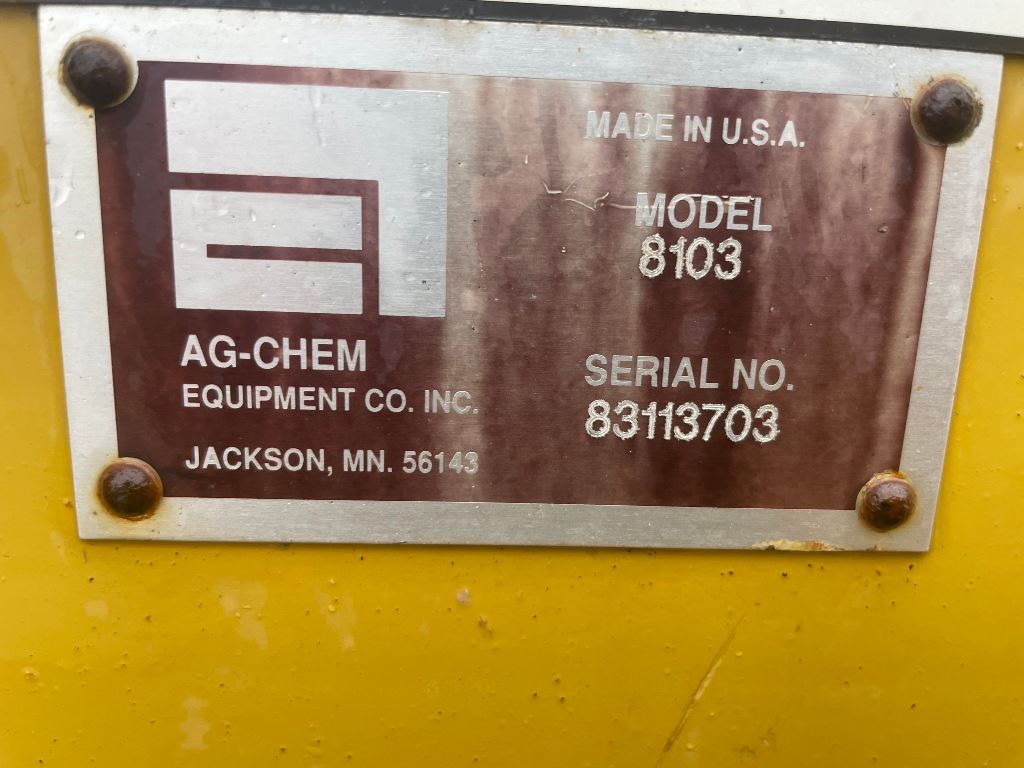 MADE IN U.S.A.
MODEL
8103
AG-CHEM
EQUIPMENT CO. INC.
JACKSON, MN. 56143
SERIAL NO.
83113703